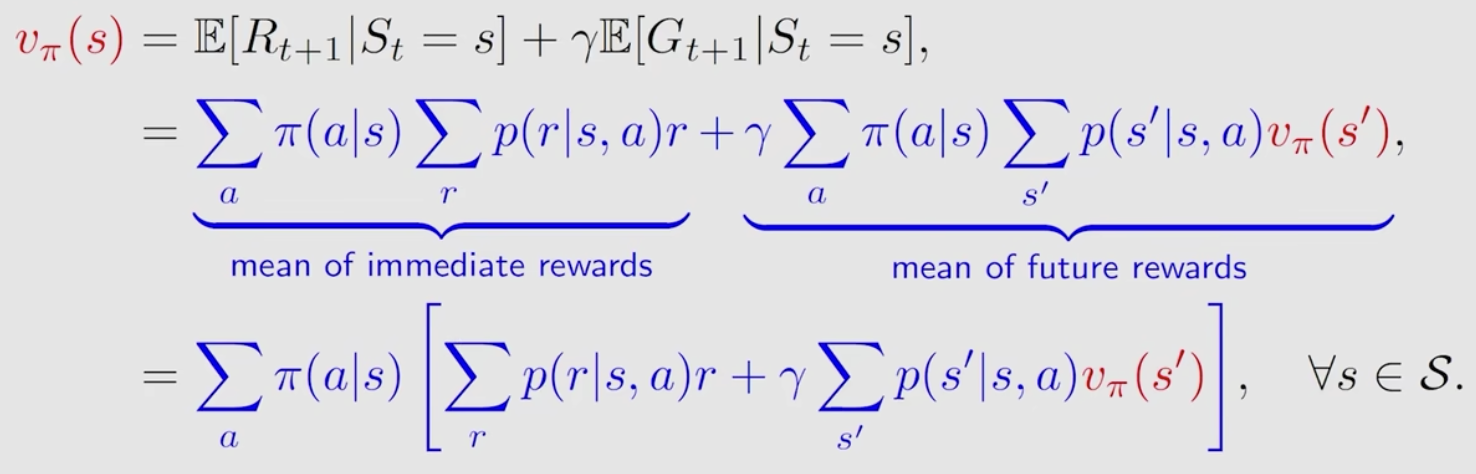 v_π(s) = 𝔼[R_{t+1}|S_t = s] + γ𝔼[G_{t+1}|S_t = s],
= ∑_a π(a|s) ∑_r p(r|s, a)r + γ ∑_a π(a|s) ∑_{s′} p(s′|s, a)v_π(s′),
mean of immediate rewards mean of future rewards
= ∑_a π(a|s) [∑_r p(r|s, a)r + γ ∑_{s′} p(s′|s, a)v_π(s′)], ∀s ∈ 𝒮.